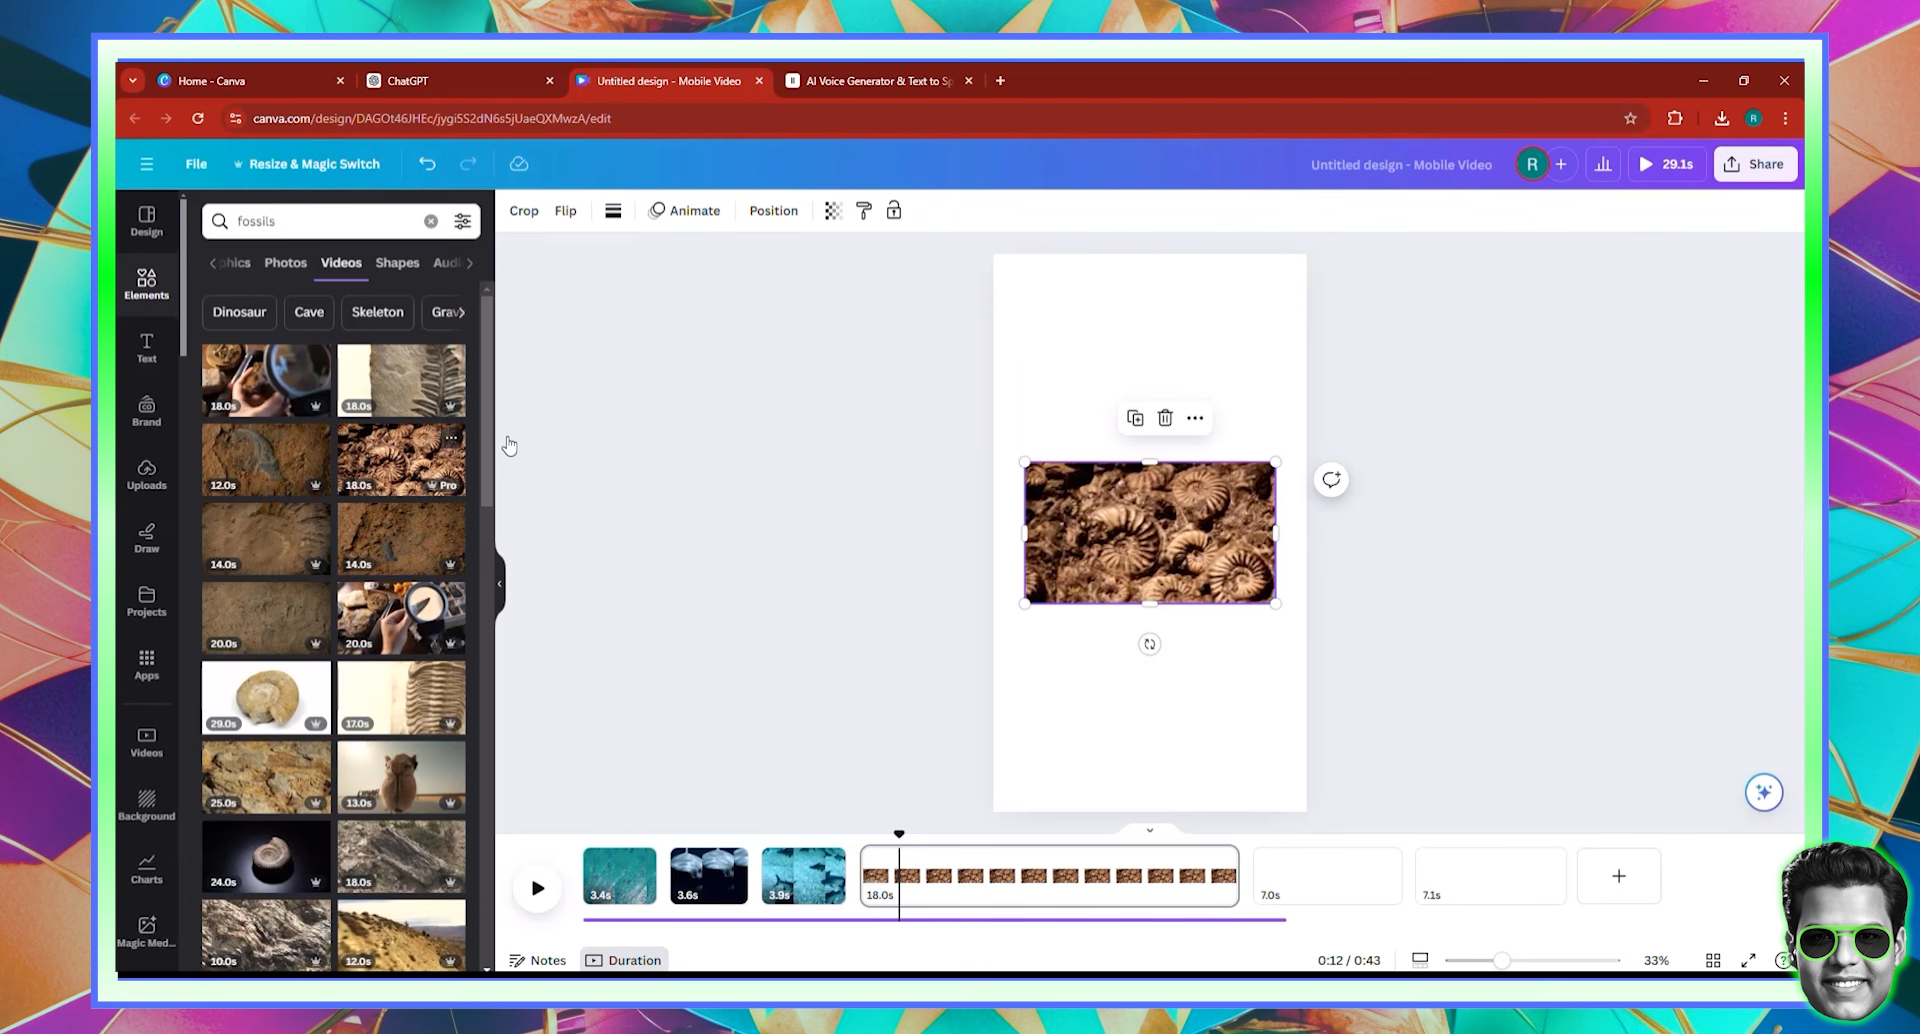 Home - Canva
ChatGPT
Untitled design - Mobile Video
AI Voice Generator & Text to Sp
canva.com/design/DAGOt46JHEc/jygi5S2dN6s5jUaeQXMwzA/edit
R
File
Resize & Magic Switch
Untitled design - Mobile Video
R
29.1s
Share
Design
Elements
Text
Brand
Uploads
Draw
Projects
Apps
Videos
Background
Charts
Magic Med...
fossils
phics
Photos
Videos
Shapes
Audi
Dinosaur
Cave
Skeleton
Grav
18.0s
18.0s
12.0s
18.0s
Pro
14.0s
14.0s
20.0s
20.0s
29.0s
17.0s
25.0s
13.0s
24.0s
18.0s
10.0s
12.0s
Crop
Flip
Animate
Position
3.4s
3.6s
3.9s
18.0s
7.0s
7.1s
Notes
Duration
0:12 / 0:43
33%